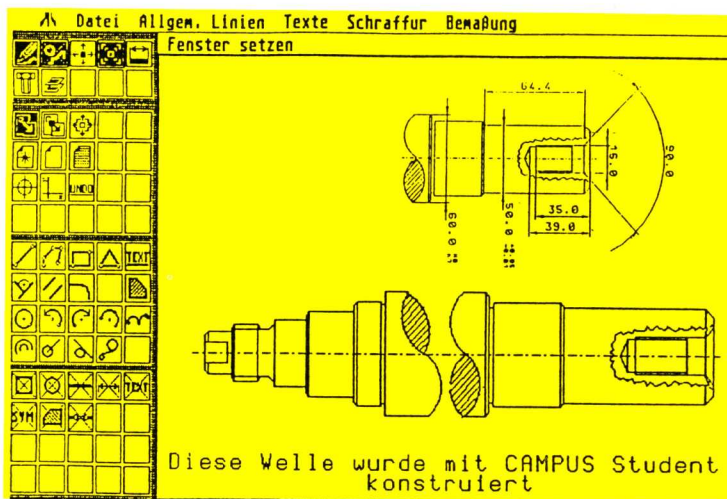 Datei Allgem. Linien Texte Schraffur Bemaßung
Fenster setzen
UNDO
TEXT
TEXT
SYM
64.4
15.0
90.0
35.0
39.0
60.0
50.0
Diese Welle wurde mit CAMPUS Student
konstruiert